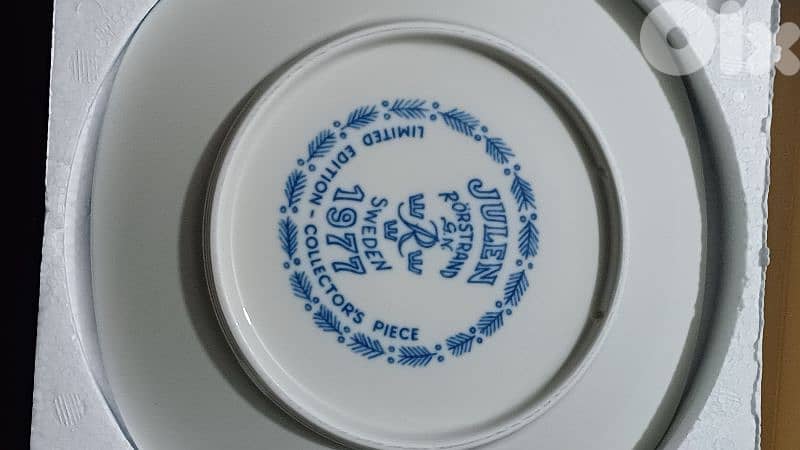 JULEN
RÖRSTRAND
G.N
R
SWEDEN
1977
LIMITED EDITION - COLLECTOR'S PIECE
OLX